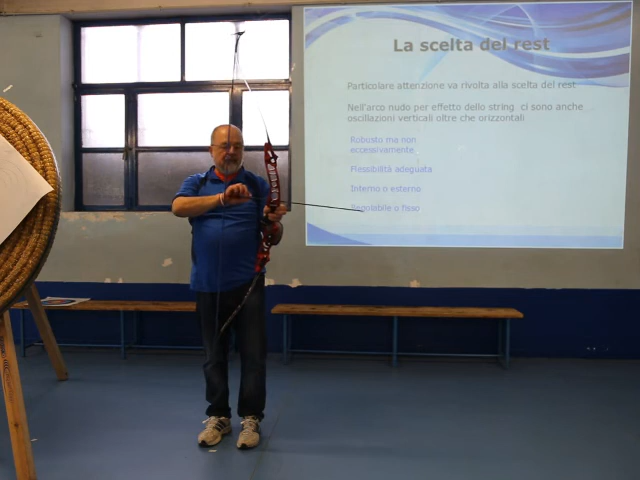 La scelta del rest
Particolare attenzione va rivolta alla scelta del rest
Nell'arco nudo per effetto dello string ci sono anche
oscillazioni verticali oltre che orizzontali
Robusto ma non
eccessivamente
Flessibilità adeguata
Interno o esterno
Regolabile o fisso